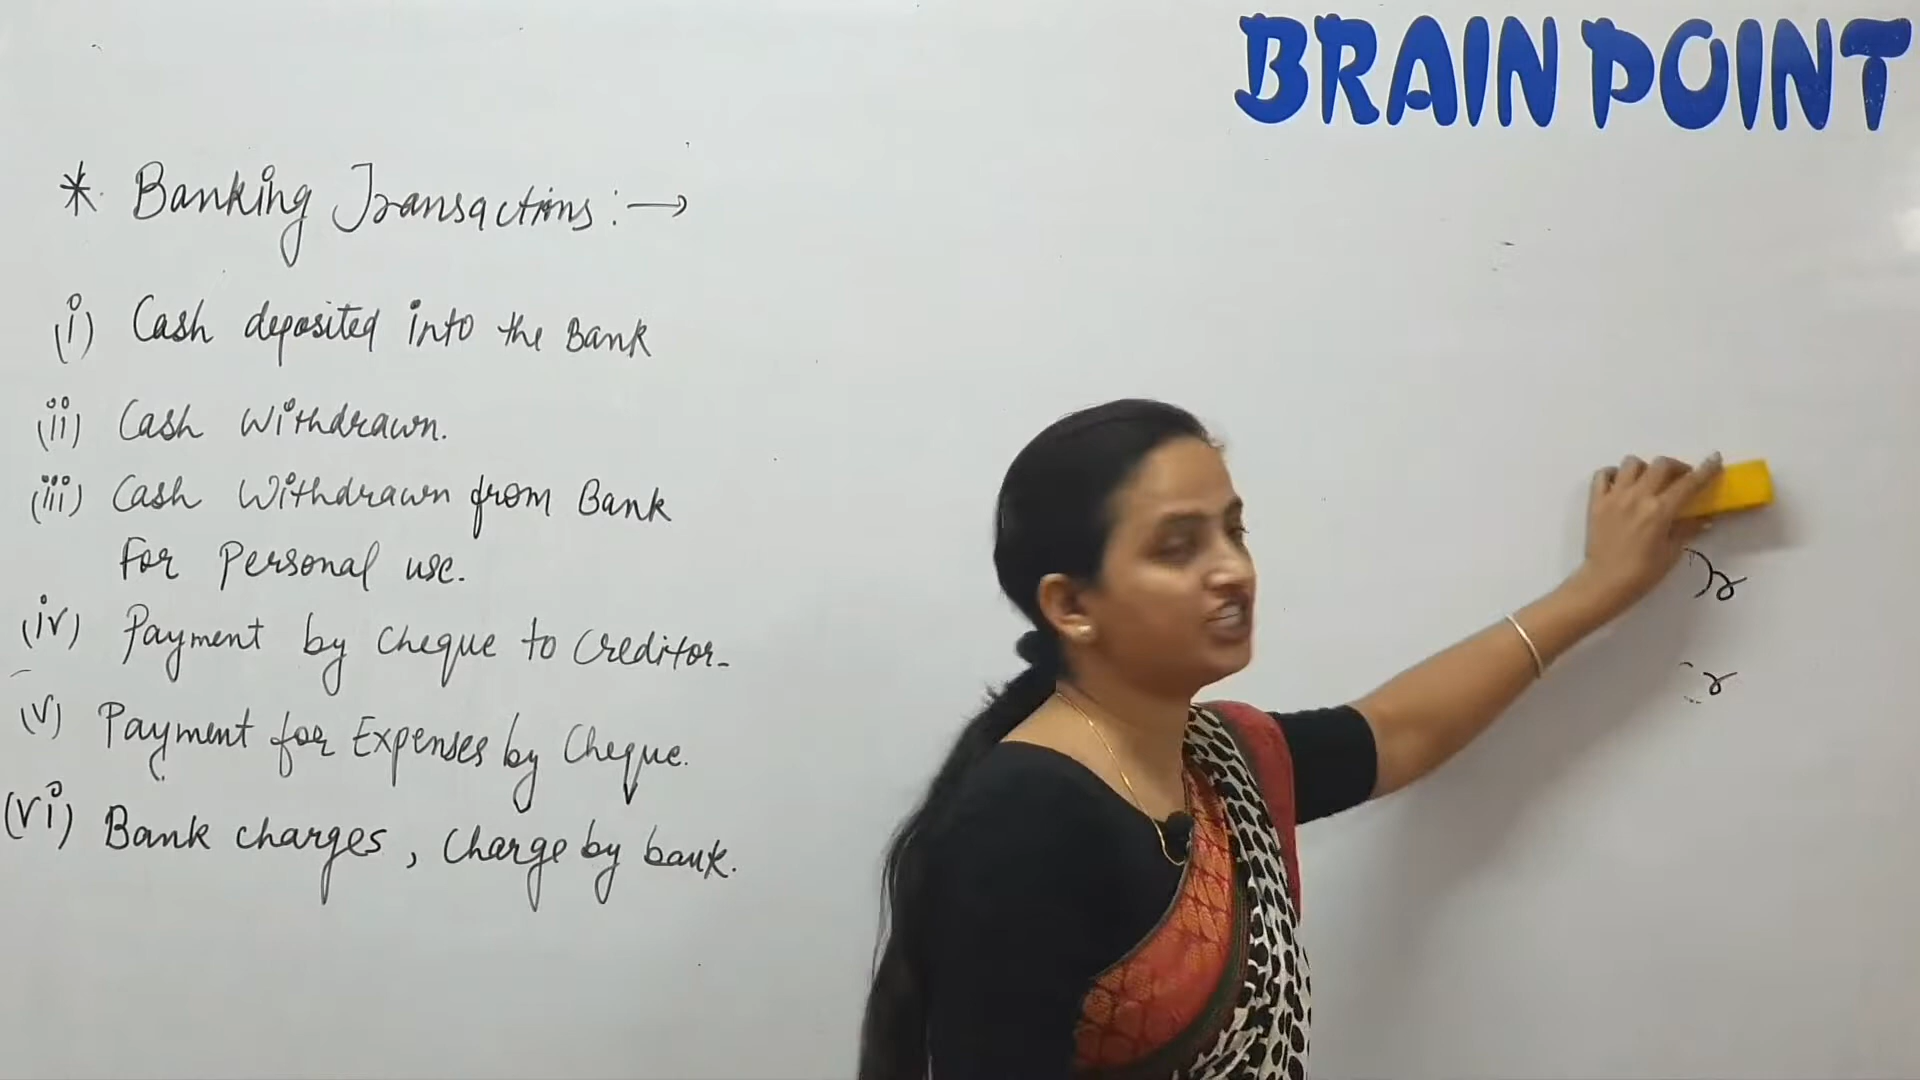 BRAIN POINT
* Banking Transactions :→
(i) Cash deposited into the Bank
(ii) Cash Withdrawn.
(iii) Cash Withdrawn from Bank
For Personal use.
(iv) Payment by Cheque to Creditor-
(v) Payment for Expenses by Cheque.
(vi) Bank charges, Charge by bank.